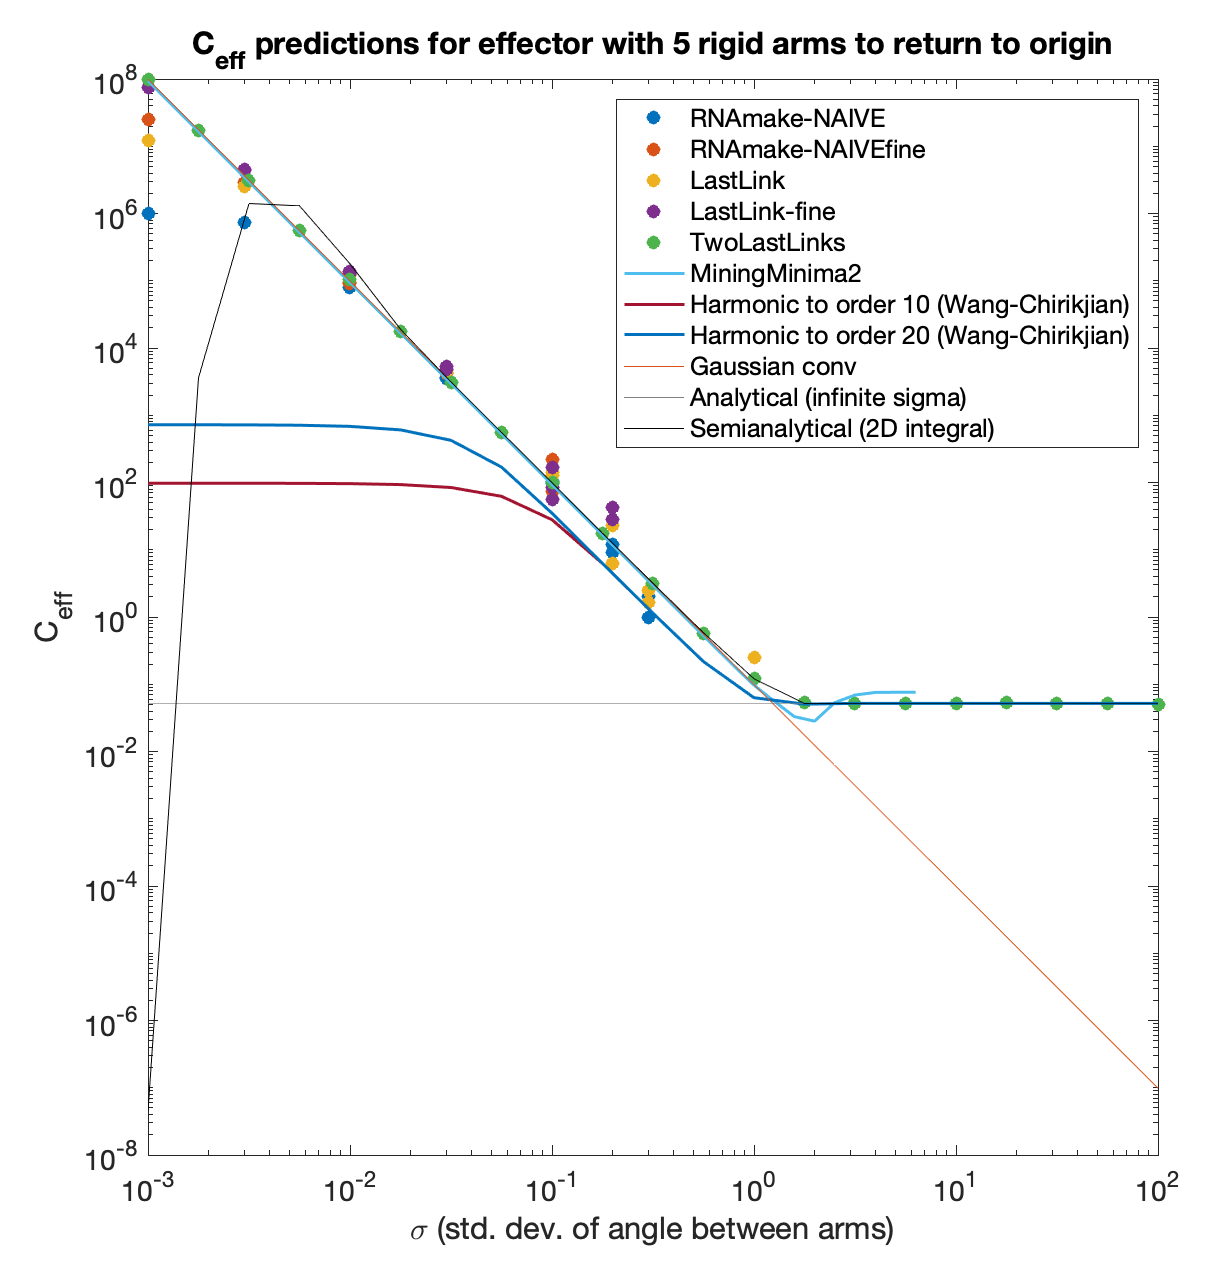 C_eff predictions for effector with 5 rigid arms to return to origin
10^8
10^6
10^4
10^2
10^0
10^-2
10^-4
10^-6
10^-8
C_eff
RNAmake-NAIVE
RNAmake-NAIVEfine
LastLink
LastLink-fine
TwoLastLinks
MiningMinima2
Harmonic to order 10 (Wang-Chirikjian)
Harmonic to order 20 (Wang-Chirikjian)
Gaussian conv
Analytical (infinite sigma)
Semianalytical (2D integral)
10^-3 10^-2 10^-1 10^0 10^1 10^2
σ (std. dev. of angle between arms)